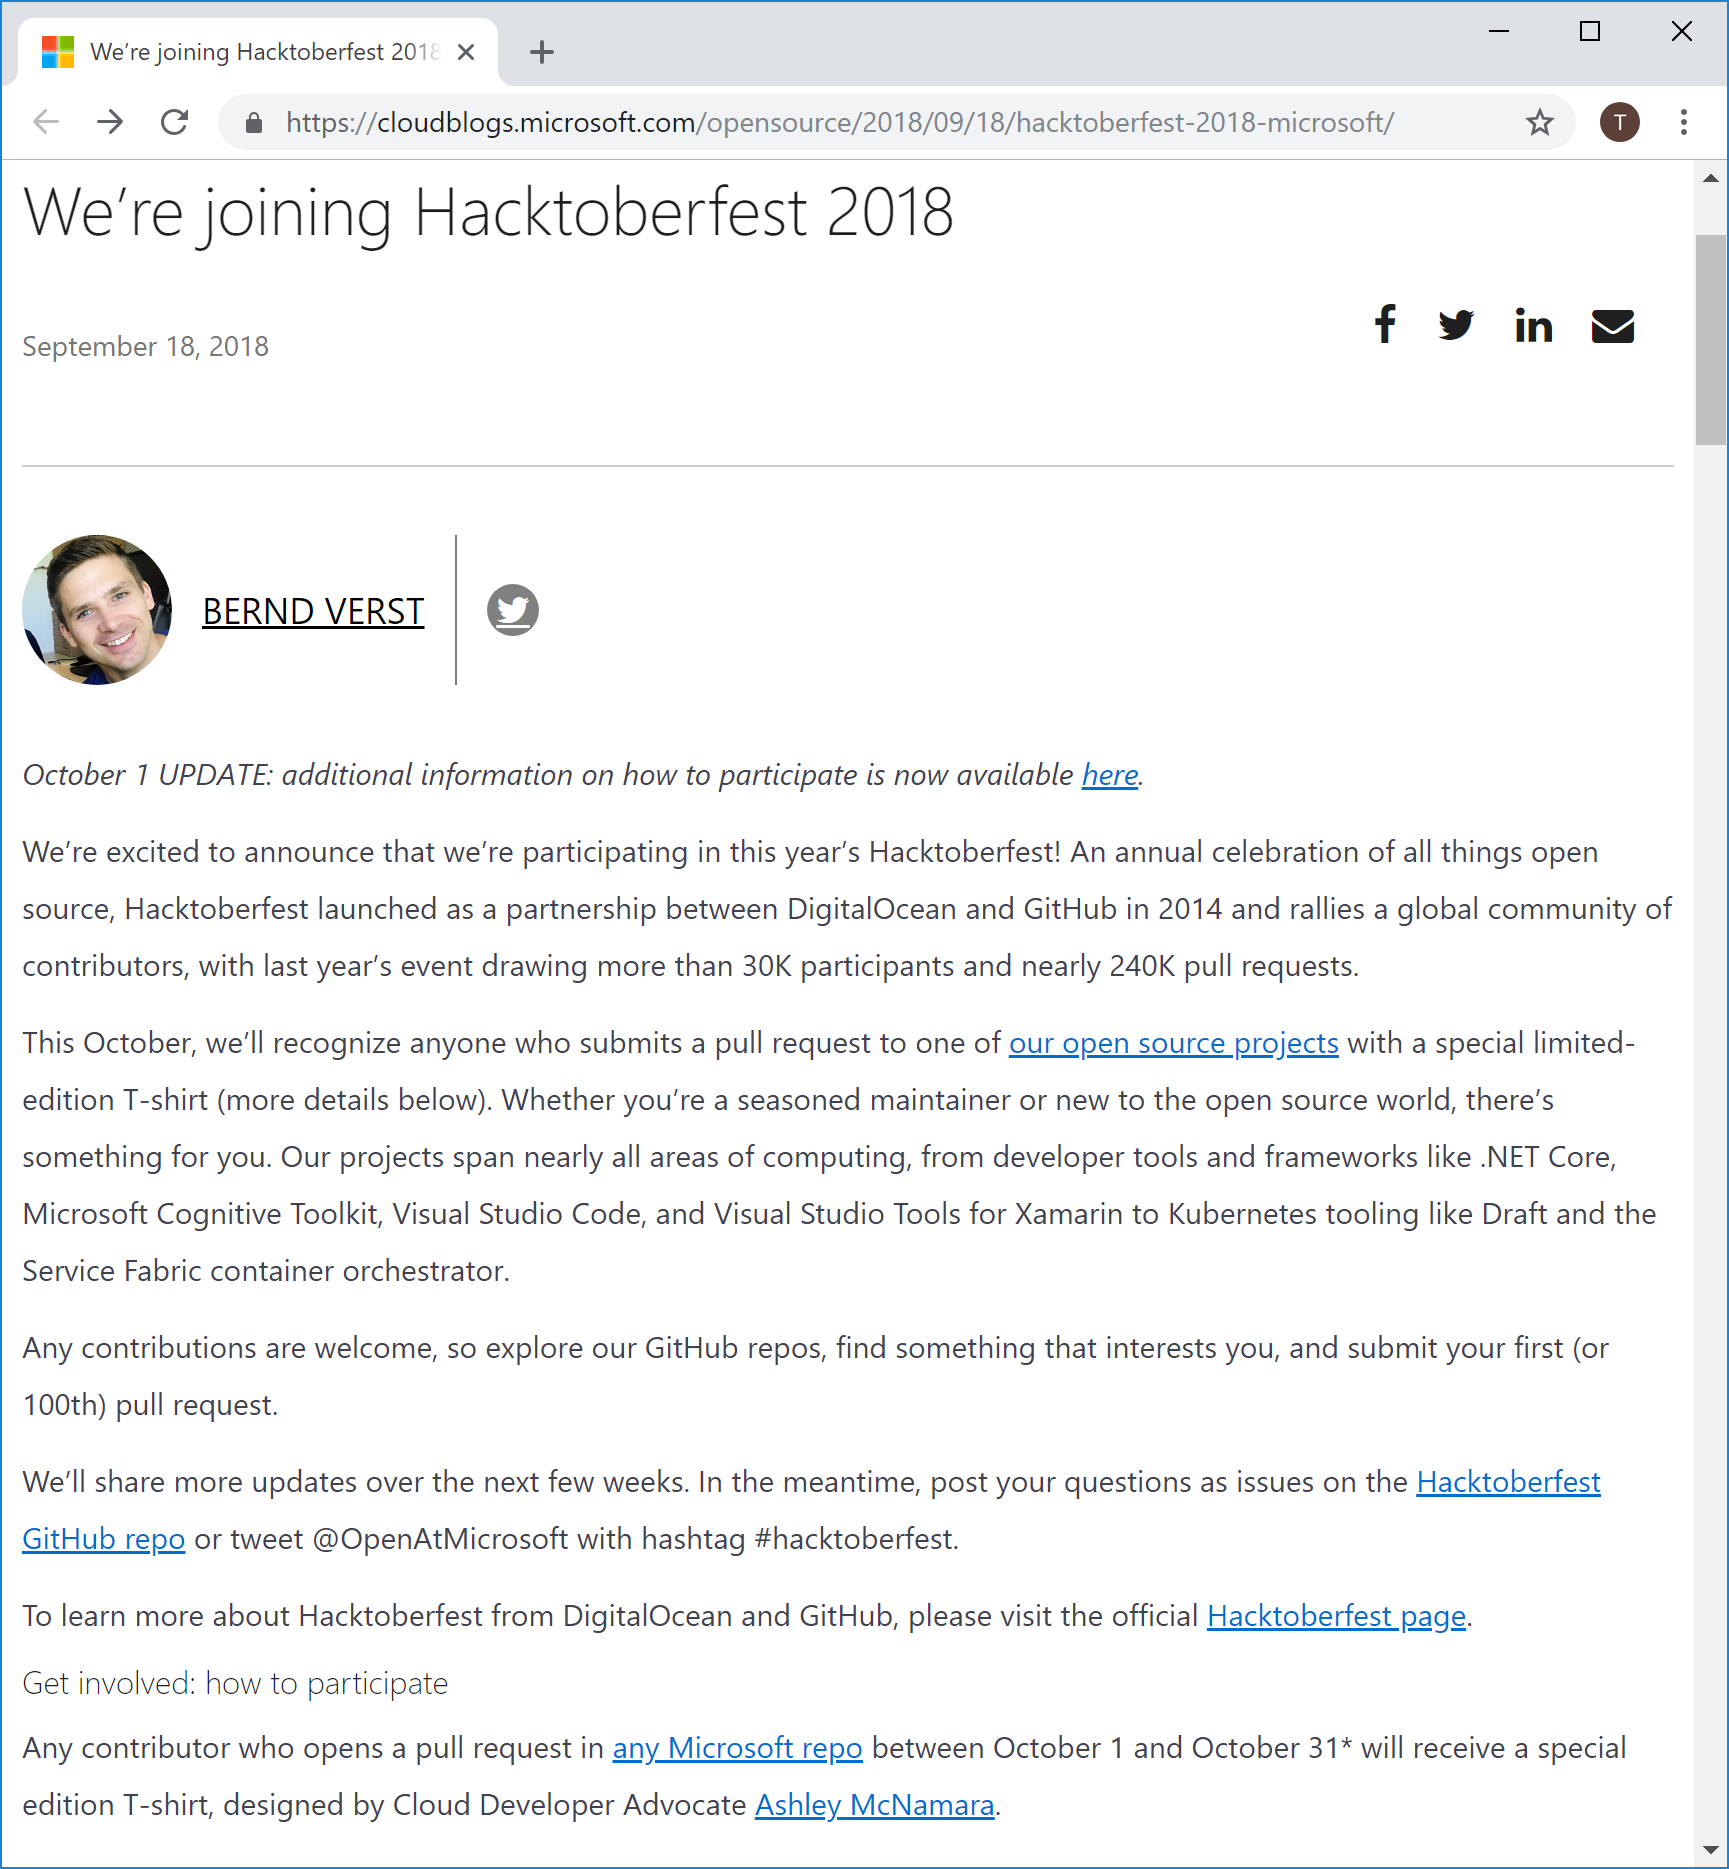 We’re joining Hacktoberfest 2018
https://cloudblogs.microsoft.com/opensource/2018/09/18/hacktoberfest-2018-microsoft/
T
We’re joining Hacktoberfest 2018
September 18, 2018
BERND VERST
October 1 UPDATE: additional information on how to participate is now available here.
We’re excited to announce that we’re participating in this year’s Hacktoberfest! An annual celebration of all things open
source, Hacktoberfest launched as a partnership between DigitalOcean and GitHub in 2014 and rallies a global community of
contributors, with last year’s event drawing more than 30K participants and nearly 240K pull requests.
This October, we’ll recognize anyone who submits a pull request to one of our open source projects with a special limited-
edition T-shirt (more details below). Whether you’re a seasoned maintainer or new to the open source world, there’s
something for you. Our projects span nearly all areas of computing, from developer tools and frameworks like .NET Core,
Microsoft Cognitive Toolkit, Visual Studio Code, and Visual Studio Tools for Xamarin to Kubernetes tooling like Draft and the
Service Fabric container orchestrator.
Any contributions are welcome, so explore our GitHub repos, find something that interests you, and submit your first (or
100th) pull request.
We’ll share more updates over the next few weeks. In the meantime, post your questions as issues on the Hacktoberfest
GitHub repo or tweet @OpenAtMicrosoft with hashtag #hacktoberfest.
To learn more about Hacktoberfest from DigitalOcean and GitHub, please visit the official Hacktoberfest page.
Get involved: how to participate
Any contributor who opens a pull request in any Microsoft repo between October 1 and October 31* will receive a special
edition T-shirt, designed by Cloud Developer Advocate Ashley McNamara.